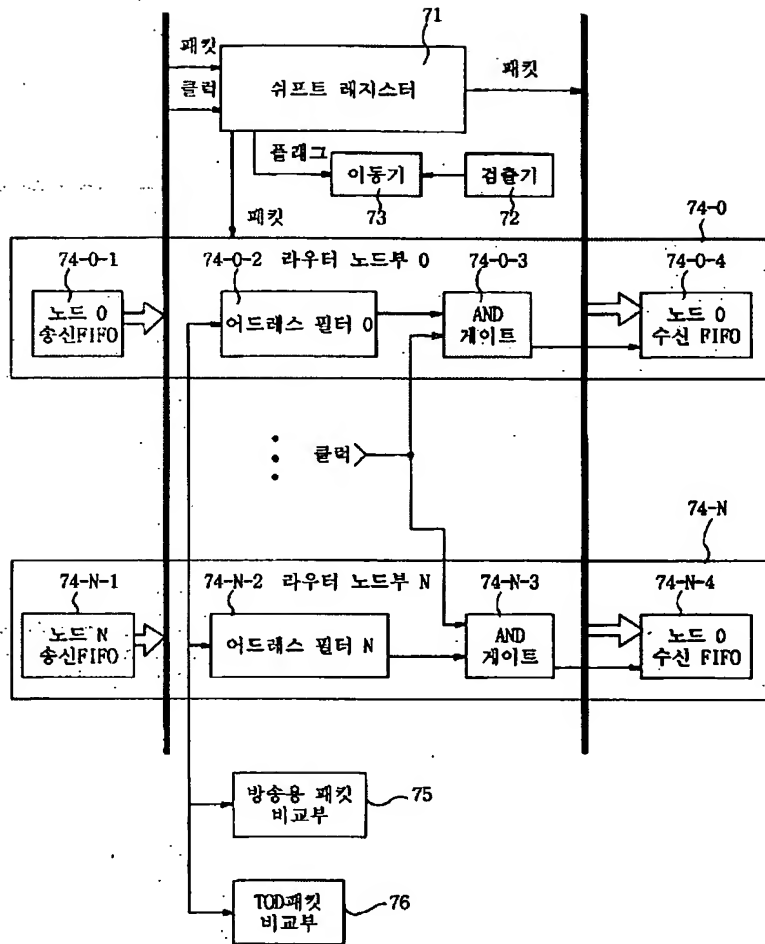 71
패킷
클럭
쉬프트 래지스터
패킷
플래그
이동기
검출기
73
72
패킷
74-0
74-0-1
74-0-2 라우터 노드부 0
74-0-3
74-0-4
노드 0
송신FIFO
어드레스 필터 0
AND
게이트
노드 0
수신 FIFO
클럭
74-N
74-N-1
74-N-2 라우터 노드부 N
74-N-3
74-N-4
노드 N
송신FIFO
어드레스 필터 N
AND
게이트
노드 0
수신 FIFO
방송용 패킷
비교부
75
TOD패킷
비교부
76